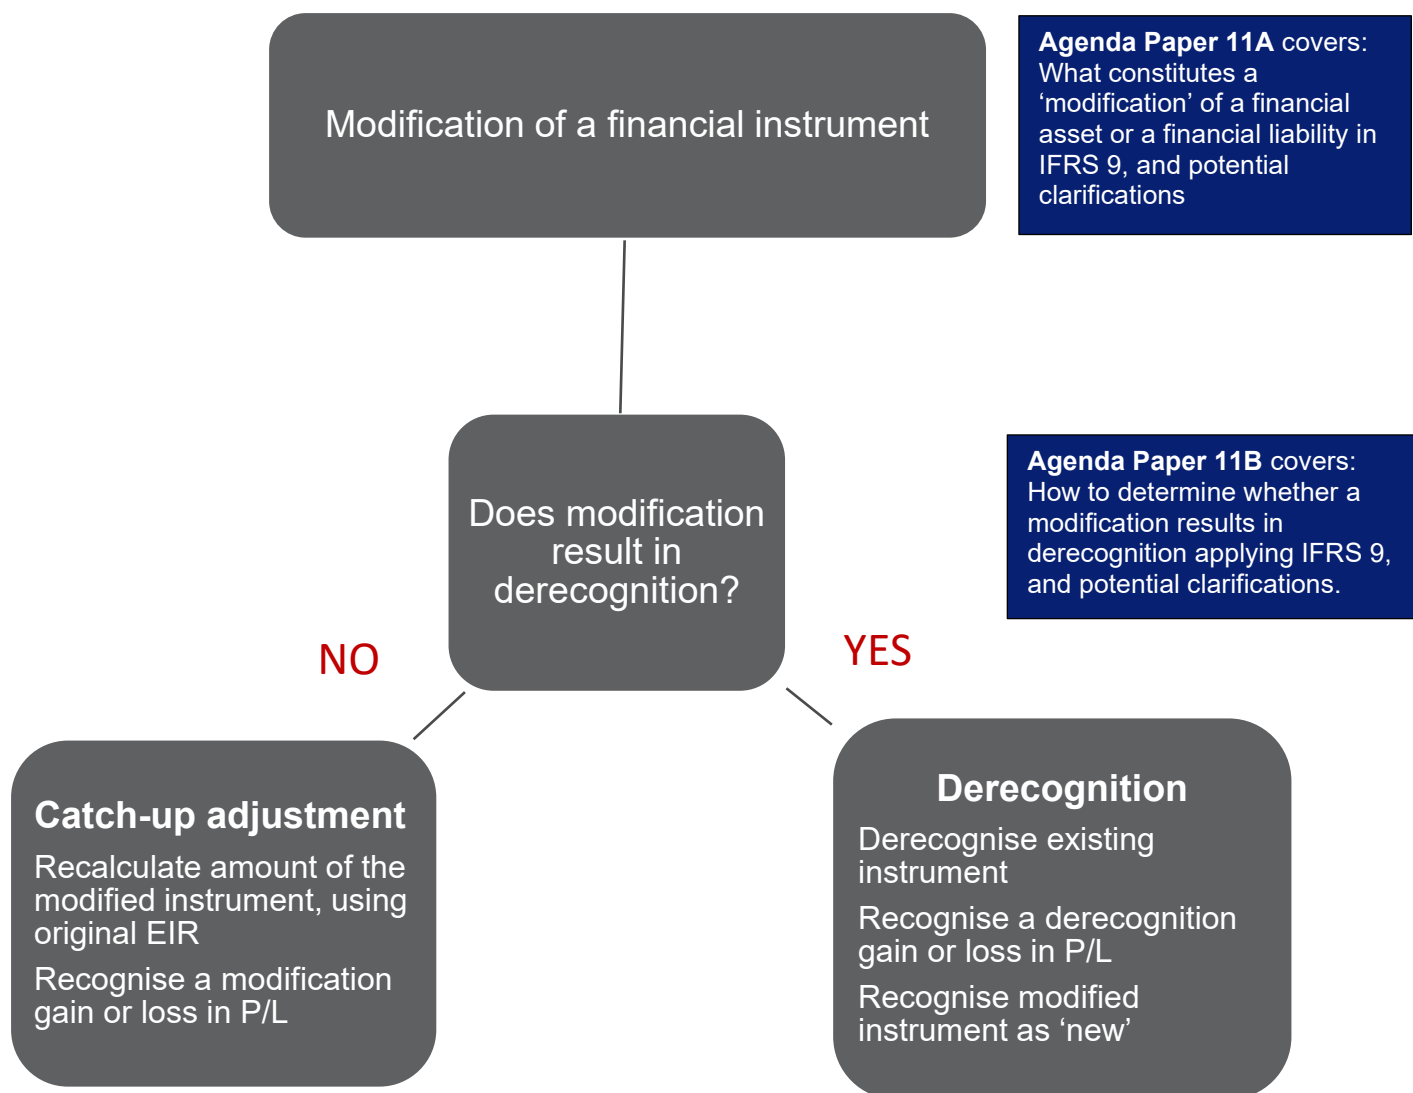 Modification of a financial instrument
Agenda Paper 11A covers:
What constitutes a
‘modification’ of a financial
asset or a financial liability in
IFRS 9, and potential
clarifications
Does modification
result in
derecognition?
Agenda Paper 11B covers:
How to determine whether a
modification results in
derecognition applying IFRS 9,
and potential clarifications.
NO
YES
Catch-up adjustment
Recalculate amount of the
modified instrument, using
original EIR
Recognise a modification
gain or loss in P/L
Derecognition
Derecognise existing
instrument
Recognise a derecognition
gain or loss in P/L
Recognise modified
instrument as ‘new’